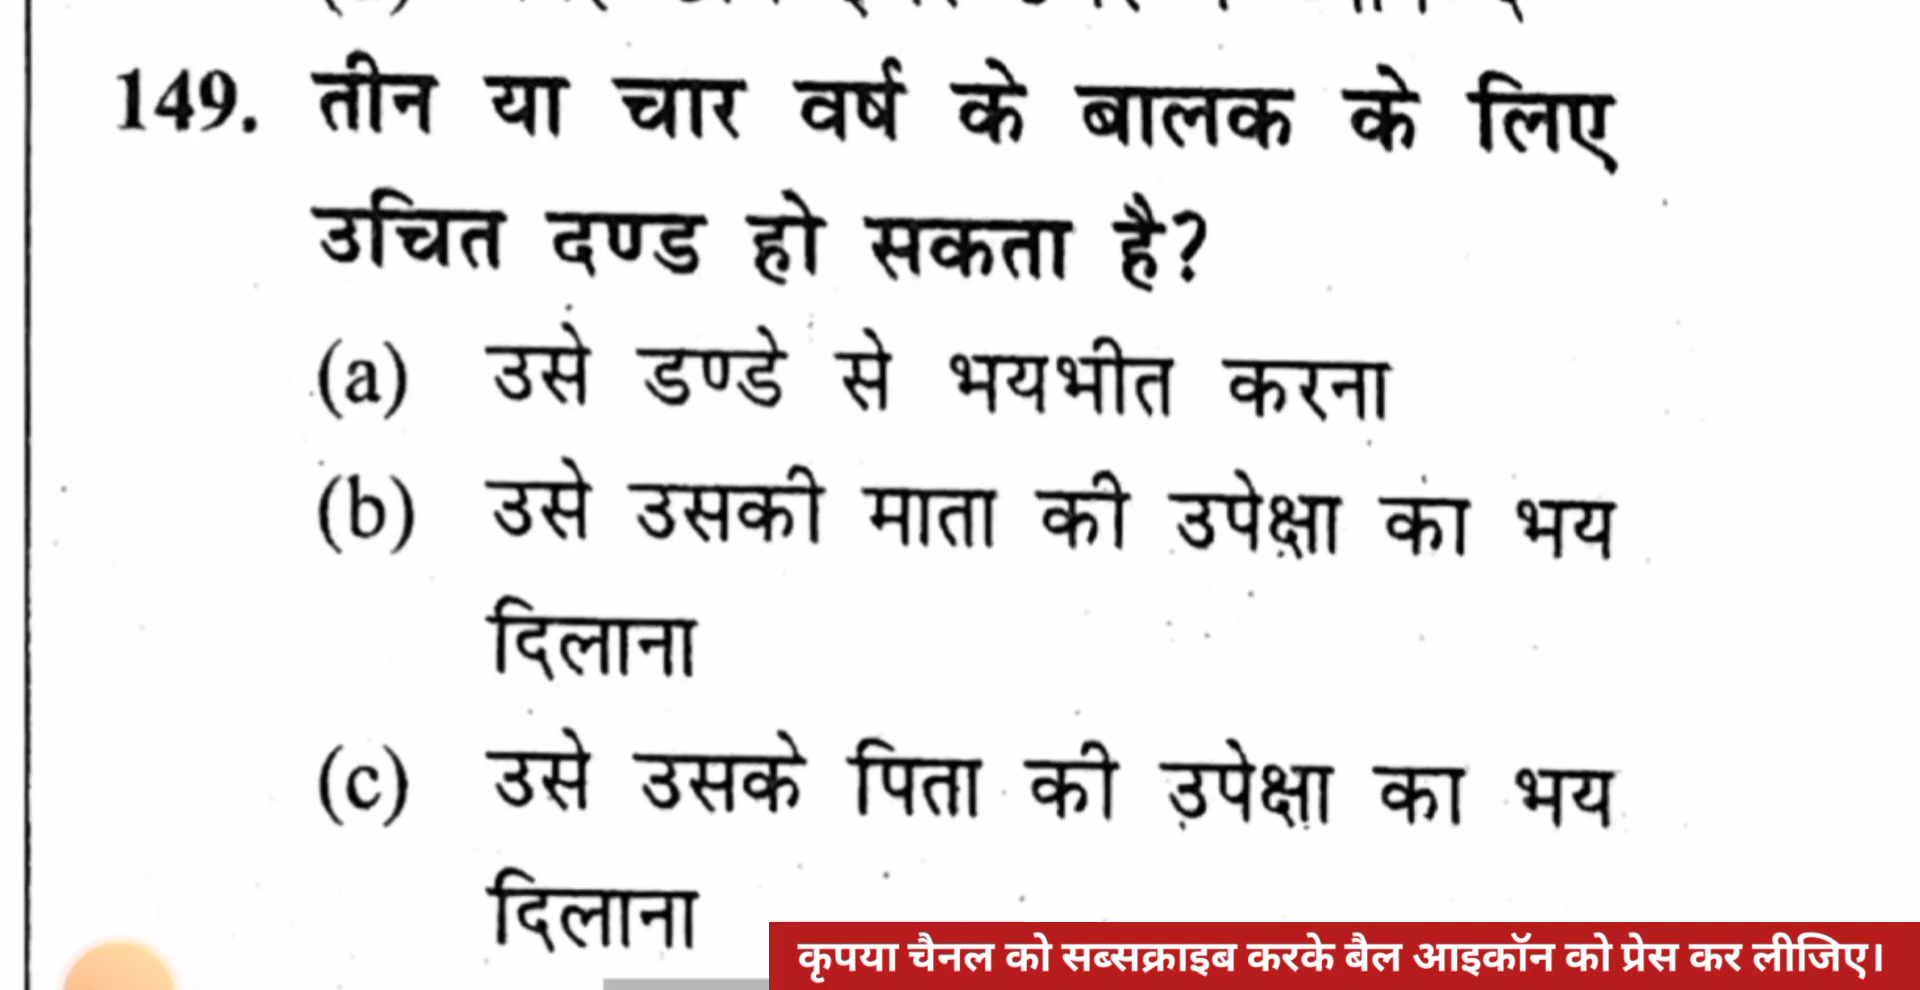 149. तीन या चार वर्ष के बालक के लिए
उचित दण्ड हो सकता है?
(a) उसे डण्डे से भयभीत करना
(b) उसे उसकी माता की उपेक्षा का भय
दिलाना
(c) उसे उसके पिता की उपेक्षा का भय
दिलाना
कृपया चैनल को सब्सक्राइब करके बैल आइकॉन को प्रेस कर लीजिए।